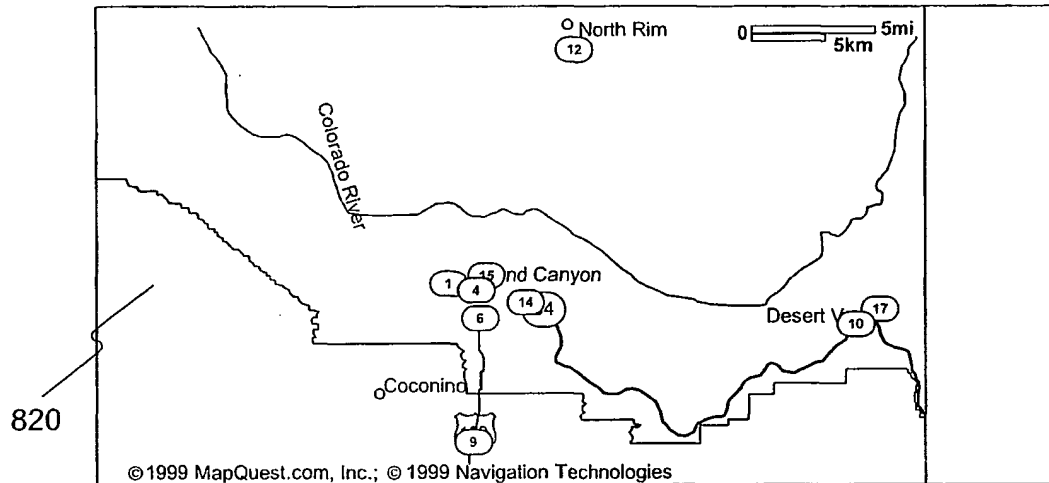 North Rim
12
0 5mi
5km
Colorado River
1
15
nd Canyon
4
14
4
6
Desert V
10
17
Coconino
9
820
© 1999 MapQuest.com, Inc.; © 1999 Navigation Technologies